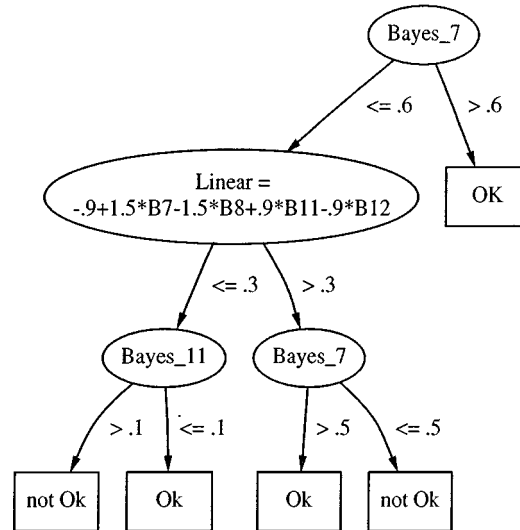 Bayes_7
<= .6
> .6
Linear =
-.9+1.5*B7-1.5*B8+.9*B11-.9*B12
OK
<= .3
> .3
Bayes_11
Bayes_7
> .1
<= .1
> .5
<= .5
not Ok
Ok
Ok
not Ok